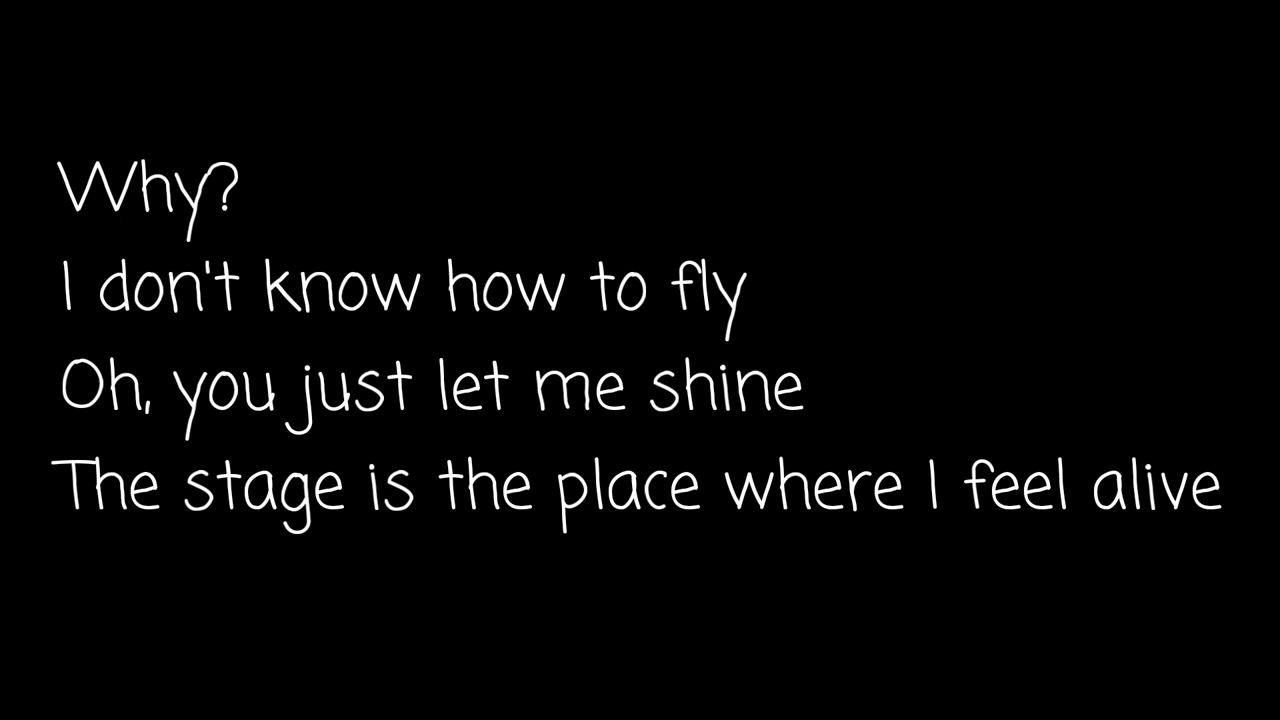 Why?
I don't know how to fly
Oh, you just let me shine
The stage is the place where I feel alive